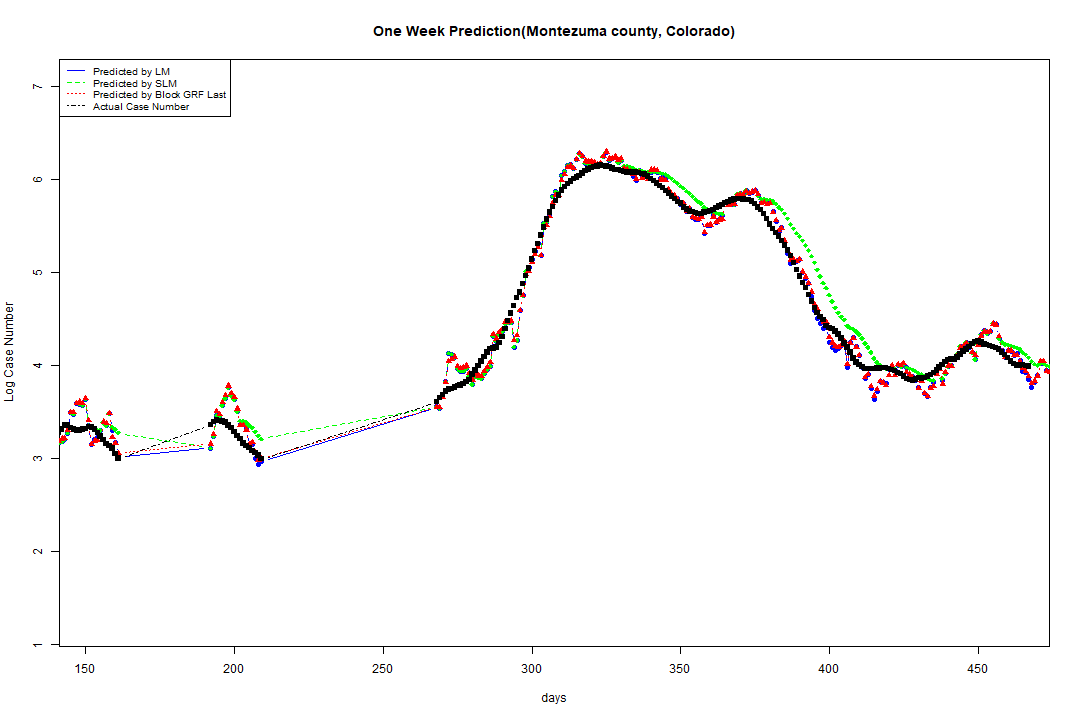 One Week Prediction(Montezuma county, Colorado)
Predicted by LM
Predicted by SLM
Predicted by Block GRF Last
Actual Case Number
7
6
5
4
3
2
1
Log Case Number
150 200 250 300 350 400 450
days